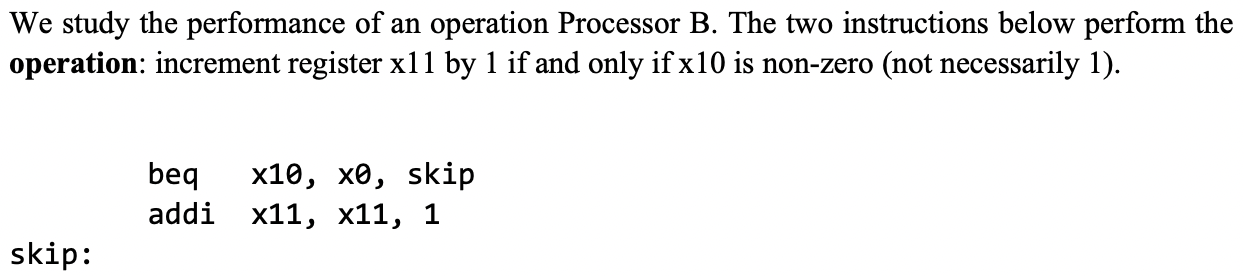 We study the performance of an operation Processor B. The two instructions below perform the
operation: increment register x11 by 1 if and only if x10 is non-zero (not necessarily 1).
beq x10, x0, skip
addi x11, x11, 1
skip: